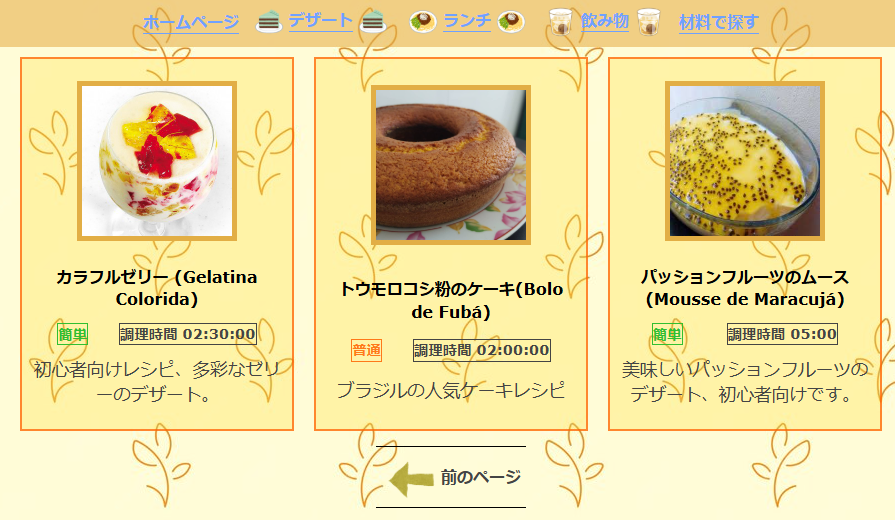 ホームページ デザート ランチ 飲み物 材料で探す
カラフルゼリー (Gelatina
Colorida)
簡単 調理時間 02:30:00
初心者向けレシピ、多彩なゼリ
ーのデザート。
トウモロコシ粉のケーキ(Bolo
de Fubá)
普通 調理時間 02:00:00
ブラジルの人気ケーキレシピ
パッションフルーツのムース
(Mousse de Maracujá)
簡単 調理時間 05:00
美味しいパッションフルーツの
デザート、初心者向けです。
前のページ